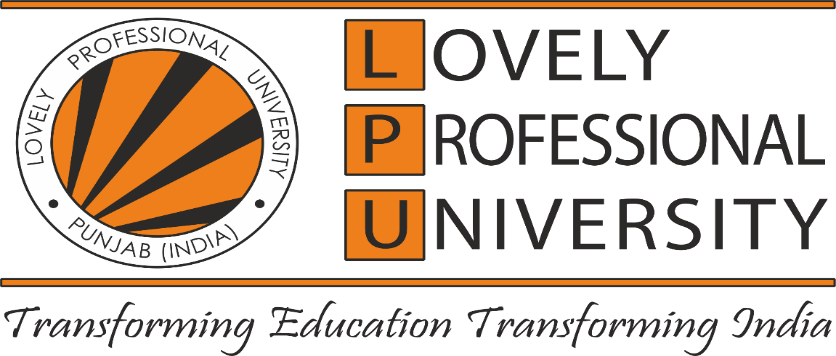 LOVELY PROFESSIONAL UNIVERSITY
PUNJAB (INDIA)
LOVELY
PROFESSIONAL
UNIVERSITY
Transforming Education Transforming India